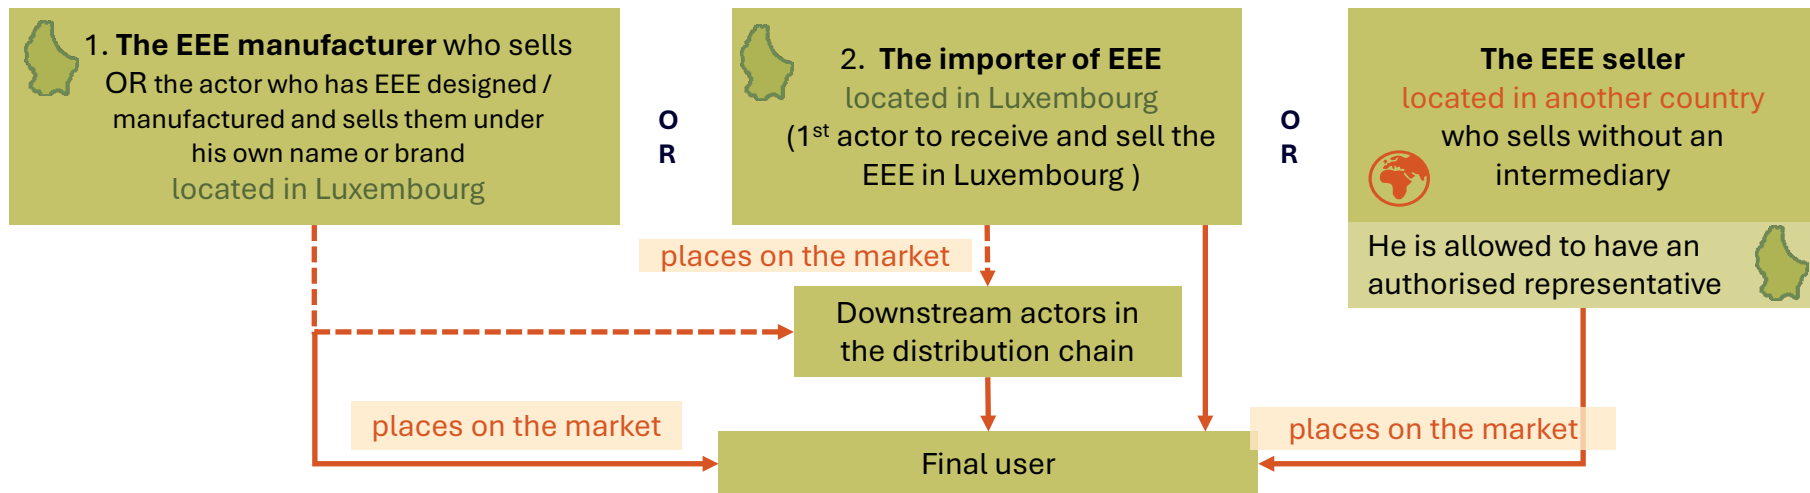 1. The EEE manufacturer who sells
OR the actor who has EEE designed /
manufactured and sells them under
his own name or brand
located in Luxembourg
O
R
2. The importer of EEE
located in Luxembourg
(1st actor to receive and sell the
EEE in Luxembourg )
O
R
The EEE seller
located in another country
who sells without an
intermediary
He is allowed to have an
authorised representative
places on the market
Downstream actors in
the distribution chain
places on the market
places on the market
Final user